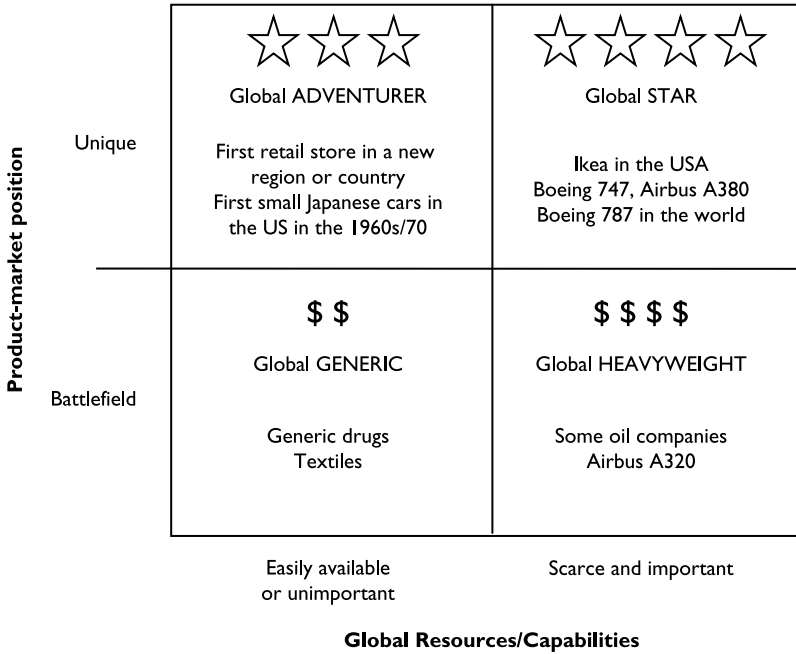 Global ADVENTURER
First retail store in a new
region or country
First small Japanese cars in
the US in the 1960s/70
Global STAR
Ikea in the USA
Boeing 747, Airbus A380
Boeing 787 in the world
Unique
Product-market position
Battlefield
$ $
Global GENERIC
Generic drugs
Textiles
$ $ $ $
Global HEAVYWEIGHT
Some oil companies
Airbus A320
Easily available
or unimportant
Scarce and important
Global Resources/Capabilities